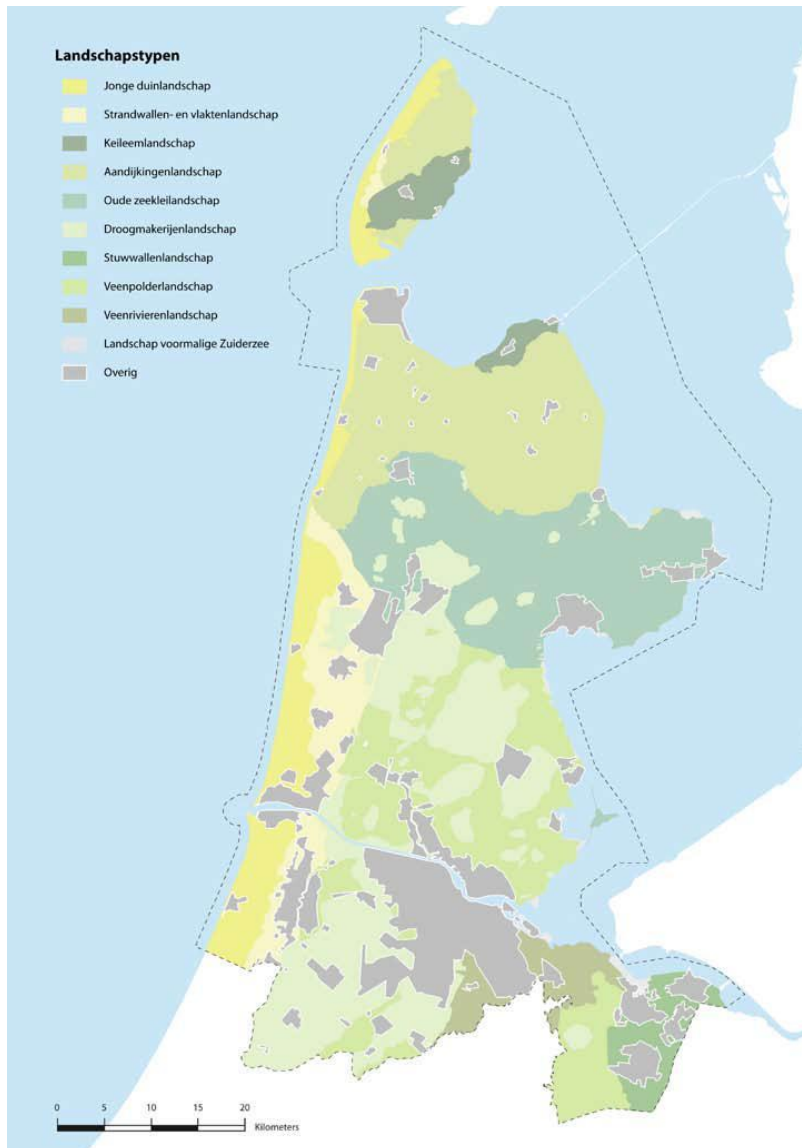 Landschapstypen
Jonge duinlandschap
Strandwallen- en vlaktenlandschap
Keileemlandschap
Aandijkingenlandschap
Oude zeekleilandschap
Droogmakerijenlandschap
Stuwwallenlandschap
Veenpolderlandschap
Veenrivierenlandschap
Landschap voormalige Zuiderzee
Overig
0 5 10 15 20
Kilometers